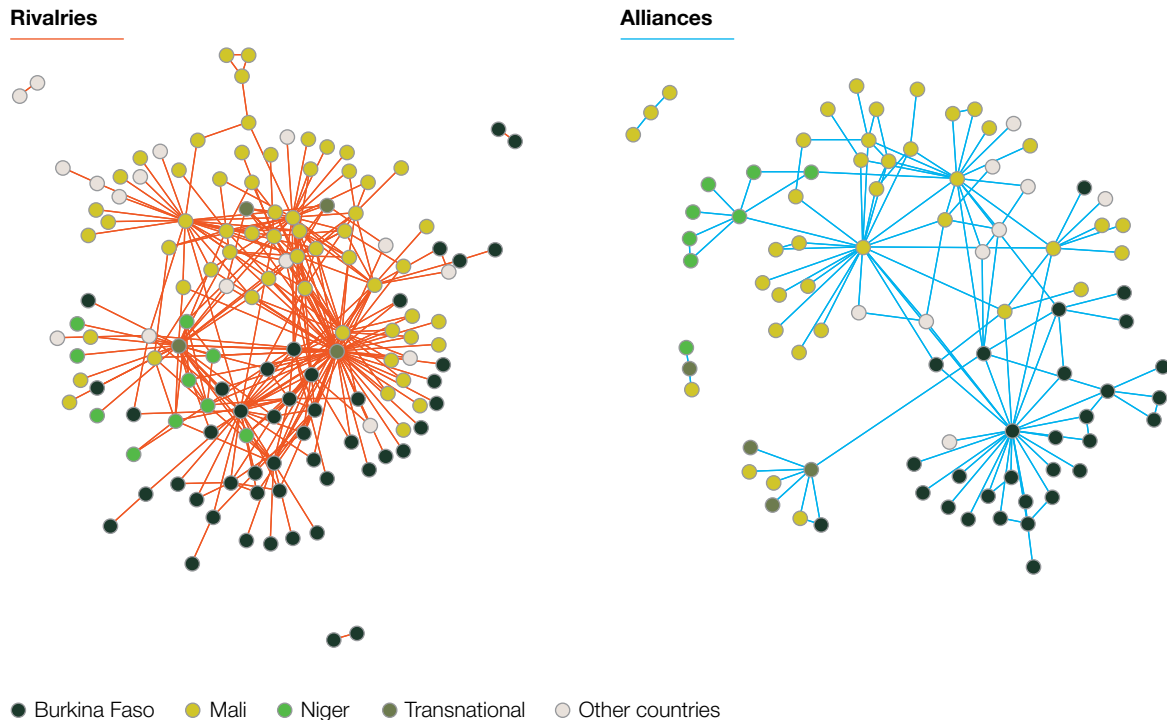 Rivalries
Alliances
Burkina Faso
Mali
Niger
Transnational
Other countries